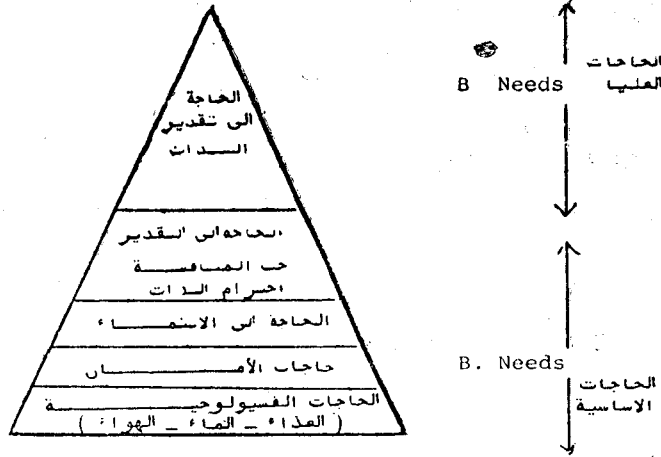 الحاجة
الى تقدير
الذات
الحاجة الى التقدير
حب المنافسة
احترام الذات
الحاجة الى الانتماء
حاجات الأمان
الحاجات الفسيولوجية
(الغذاء - الماء - الهواء)
B Needs
الحاجات
العليا
B. Needs
الحاجات
الاساسية